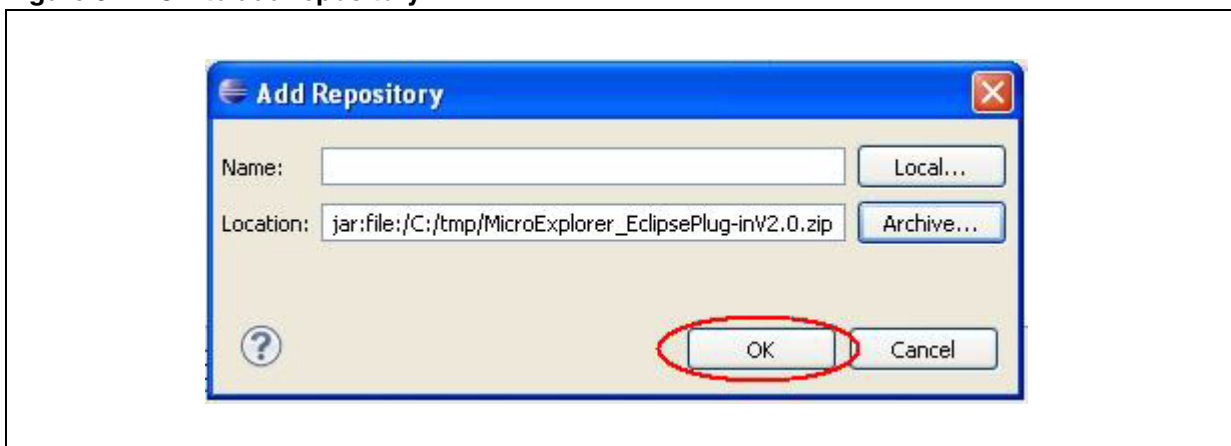 Add Repository
Name:
Local...
Location: jar:file:/C:/tmp/MicroExplorer_EclipsePlug-inV2.0.zip Archive...
?
OK Cancel